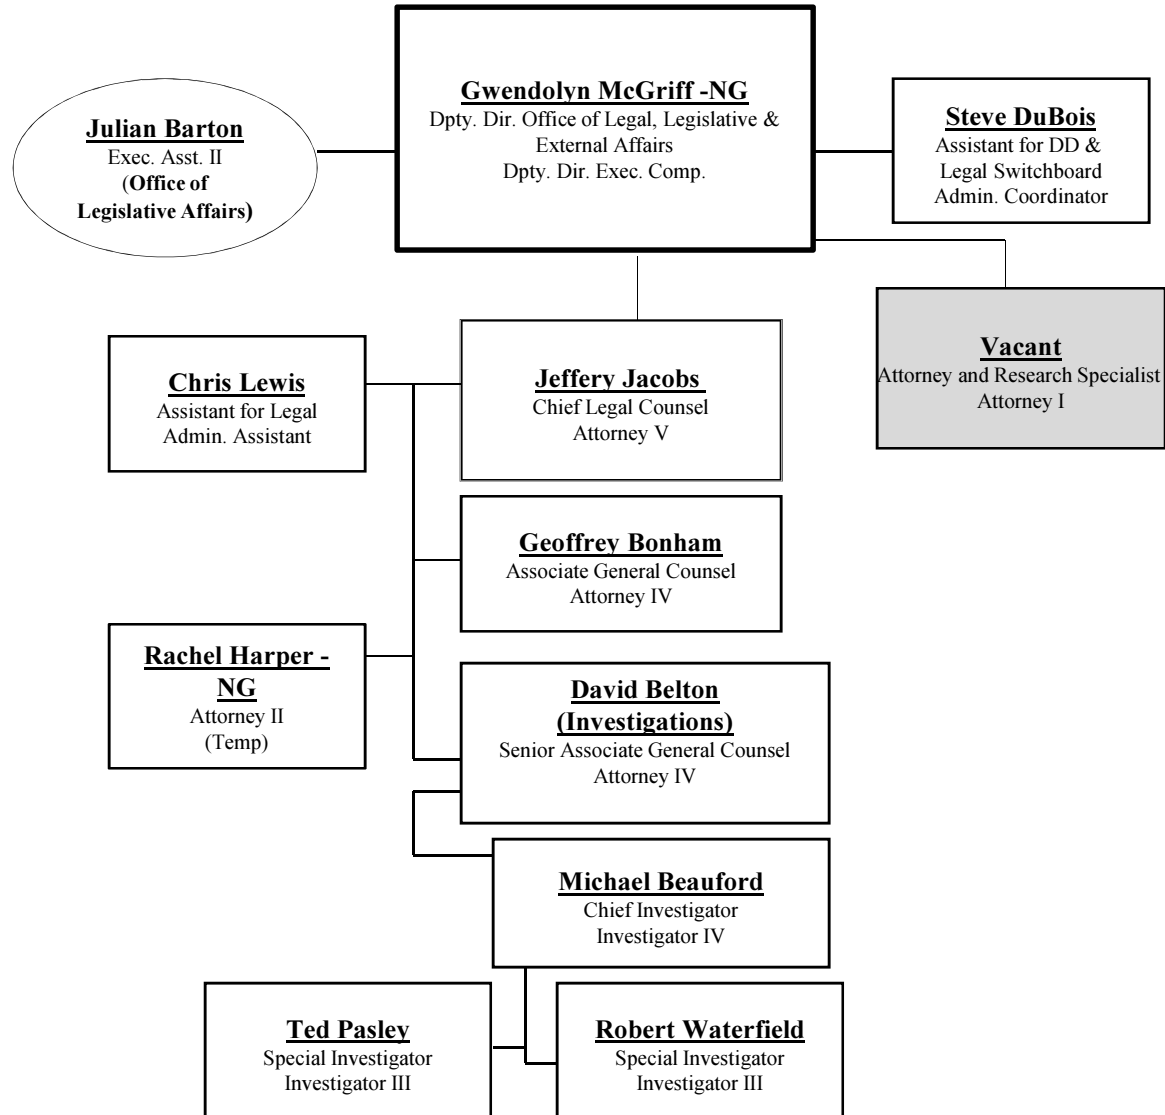 Gwendolyn McGriff -NG
Dpty. Dir. Office of Legal, Legislative &
External Affairs
Dpty. Dir. Exec. Comp.
Julian Barton
Exec. Asst. II
(Office of
Legislative Affairs)
Steve DuBois
Assistant for DD &
Legal Switchboard
Admin. Coordinator
Vacant
Attorney and Research Specialist
Attorney I
Jeffery Jacobs
Chief Legal Counsel
Attorney V
Chris Lewis
Assistant for Legal
Admin. Assistant
Geoffrey Bonham
Associate General Counsel
Attorney IV
Rachel Harper -
NG
Attorney II
(Temp)
David Belton
(Investigations)
Senior Associate General Counsel
Attorney IV
Michael Beauford
Chief Investigator
Investigator IV
Ted Pasley
Special Investigator
Investigator III
Robert Waterfield
Special Investigator
Investigator III